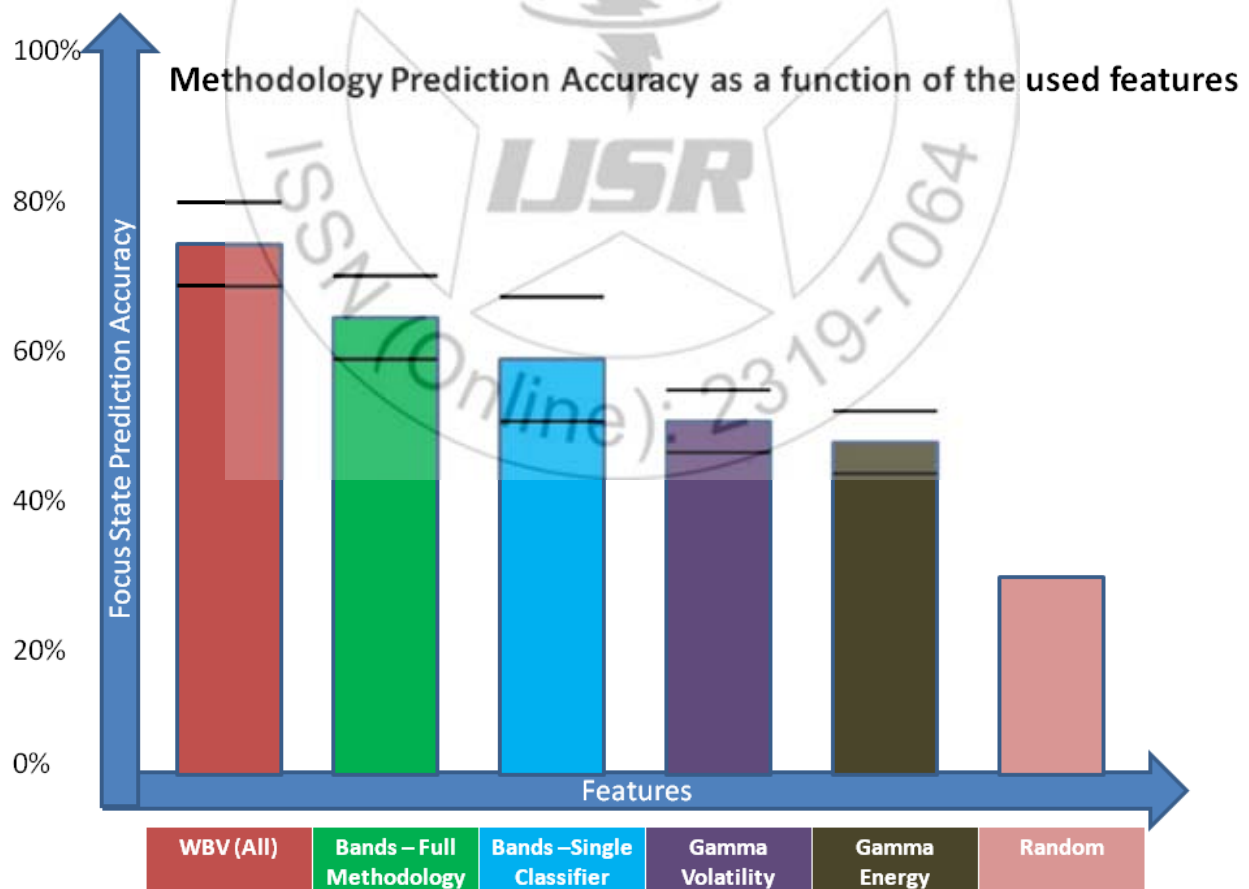 100%
Methodology Prediction Accuracy as a function of the used features
IJSR
ISSN (Online): 2319-7064
80%
60%
40%
20%
0%
Focus State Prediction Accuracy
Features
WBV (All)
Bands – Full
Methodology
Bands –Single
Classifier
Gamma
Volatility
Gamma
Energy
Random